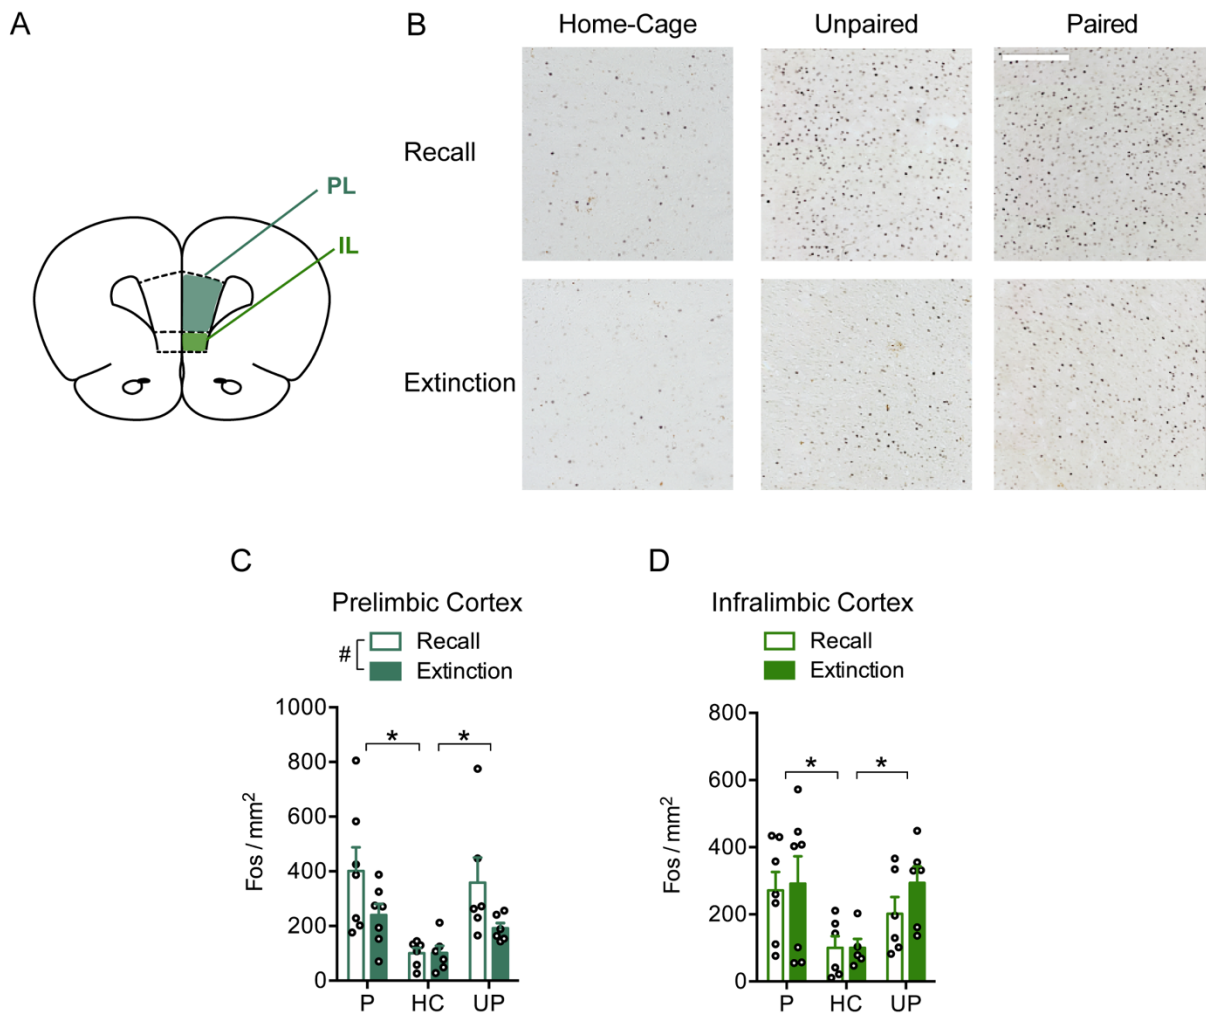 A
PL
IL
B
Home-Cage
Unpaired
Paired
Recall
Extinction
C
Prelimbic Cortex
#
Recall
Extinction
Fos / mm²
1000
800
600
400
200
0
*
*
P
HC
UP
D
Infralimbic Cortex
Recall
Extinction
Fos / mm²
800
600
400
200
0
*
*
P
HC
UP